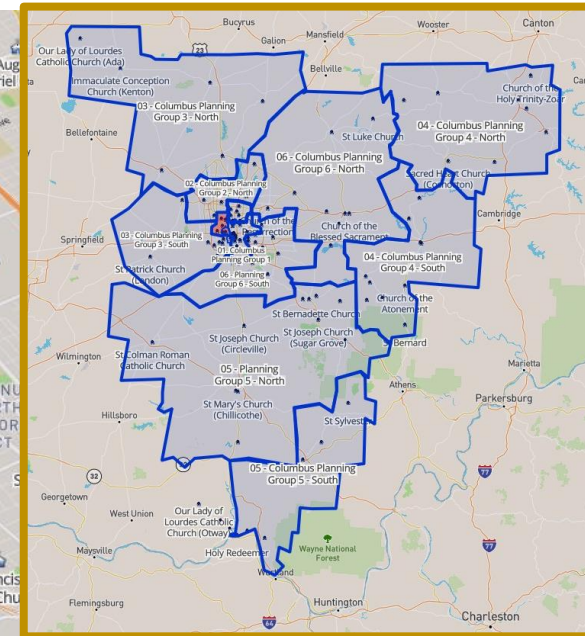 Bucyrus
Mansfield
Wooster
Canton
Galion
23
Our Lady of Lourdes
Catholic Church (Ada)
Bellville
Immaculate Conception
Church (Kenton)
Church of the
Holy Trinity-Zoar
03 - Columbus Planning
Group 3 - North
04 - Columbus Planning
Group 4 - North
Bellefontaine
St Luke Church
06 - Columbus Planning
Group 6 - North
Sacred Heart Church
(Coshocton)
02 - Columbus Planning
Group 2 - North
Cambridge
Springfield
03 - Columbus Planning
Group 3 - South
Church of the
Resurrection
Church of the
Blessed Sacrament
01: Columbus
Planning Group 1
04 - Columbus Planning
Group 4 - South
St Patrick Church
(London)
06 - Planning
Group 6 - South
Church of the
Atonement
St Bernadette Church
St Joseph Church
(Circleville)
St Joseph Church
(Sugar Grove)
St Bernard
Wilmington
St Colman Roman
Catholic Church
Marietta
05 - Planning
Group 5 - North
Athens
Parkersburg
Hillsboro
St Mary's Church
(Chillicothe)
St Sylvester
77
05 - Columbus Planning
Group 5 - South
32
Georgetown
West Union
Our Lady of
Lourdes Catholic
Church (Otway)
77
Holy Redeemer
Wayne National
Forest
Maysville
Flemingsburg
Huntington
64
Charleston